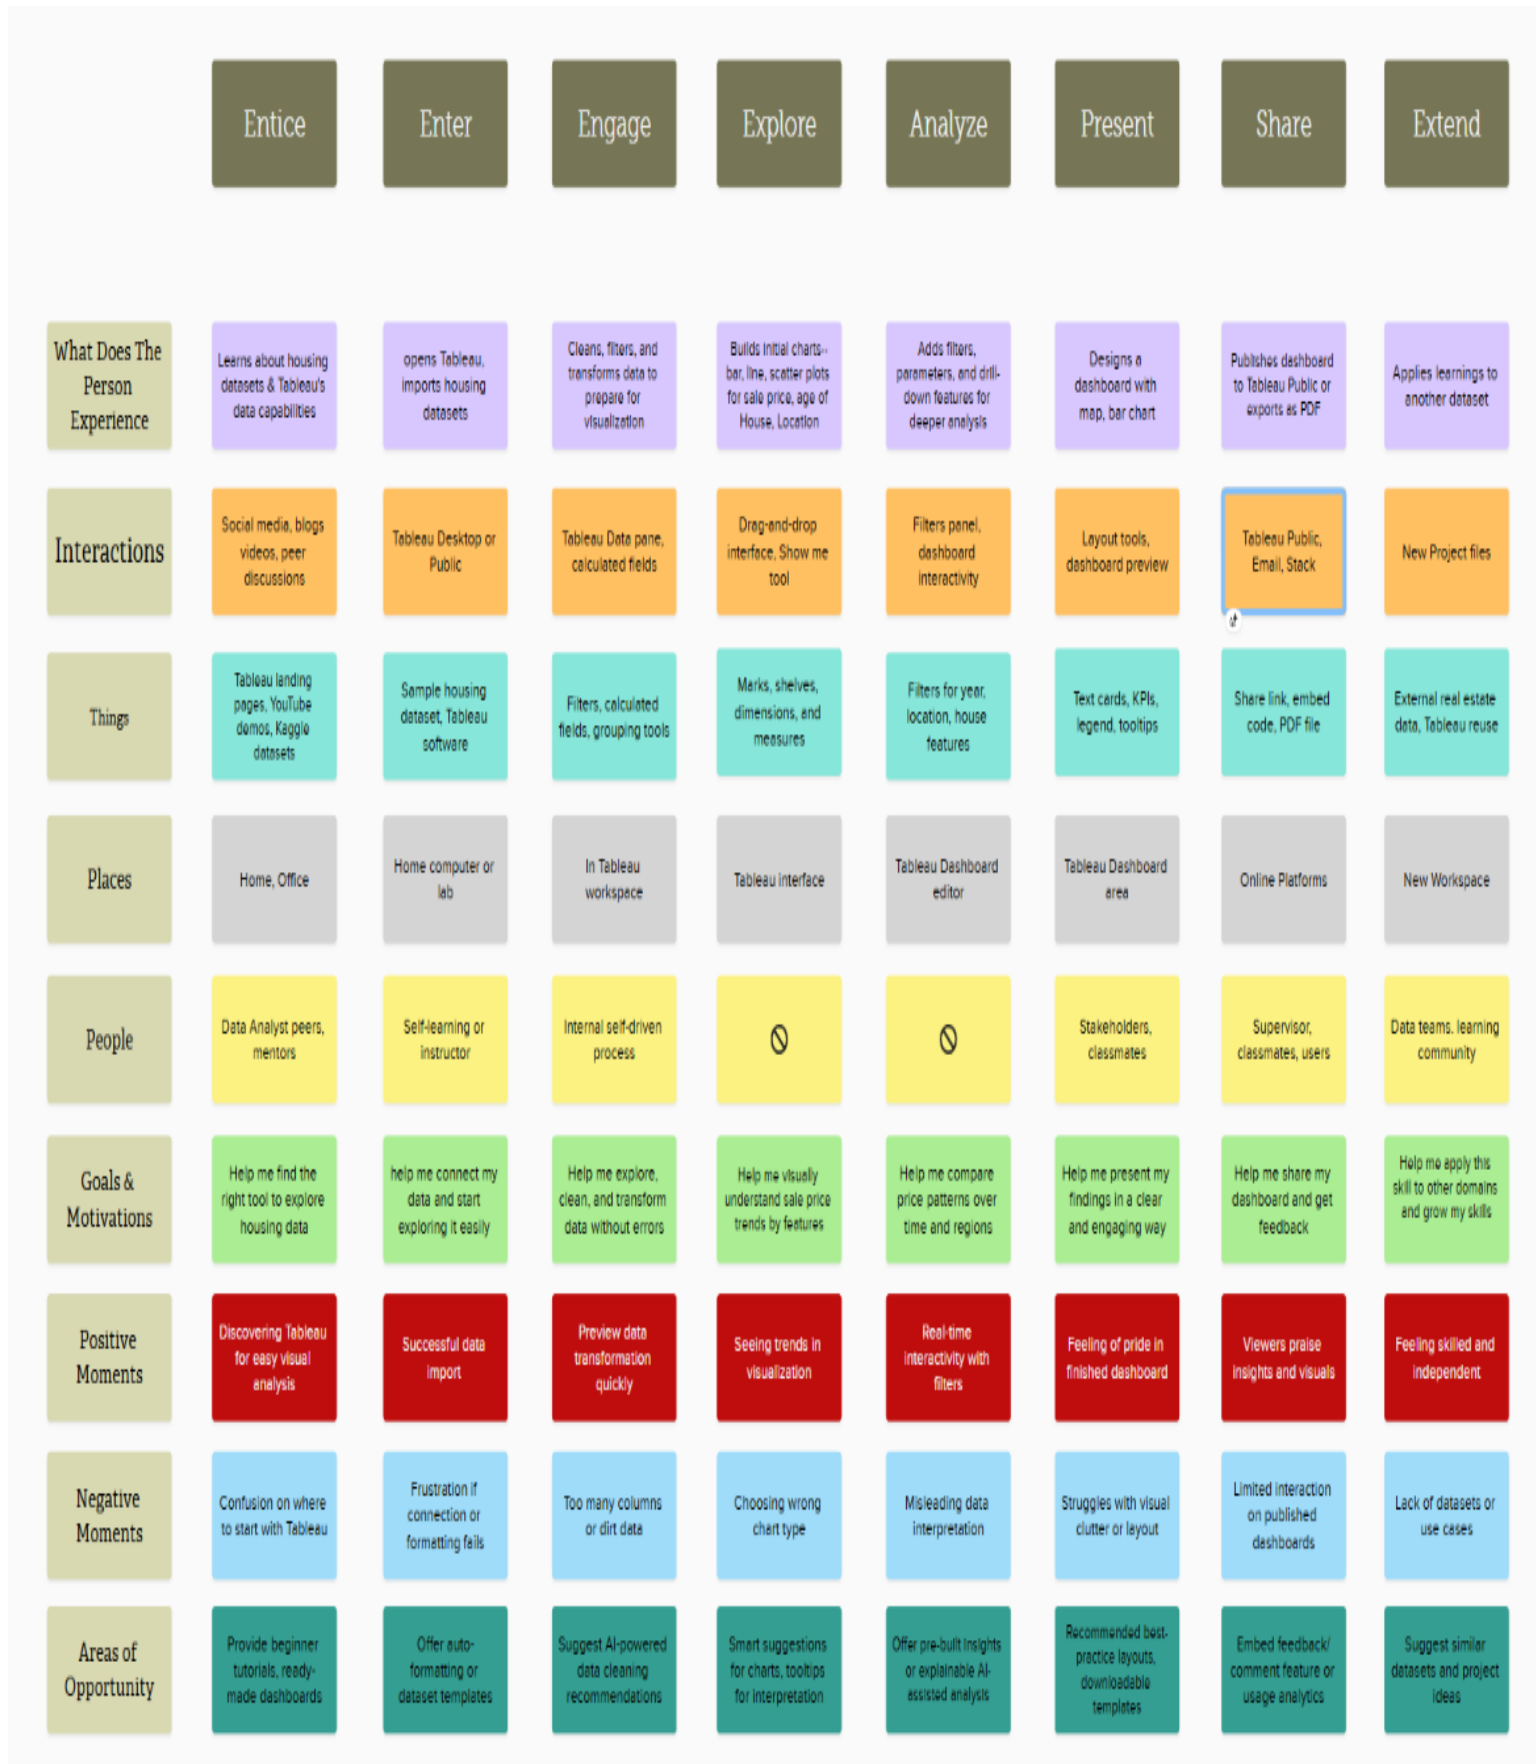 Entice
Enter
Engage
Explore
Analyze
Present
Share
Extend
What Does The
Person
Experience
Learns about housing
datasets & Tableau's
data capabilities
opens Tableau,
imports housing
datasets
Cleans, filters, and
transforms data to
prepare for
visualization
Builds initial charts--
bar, line, scatter plots
for sale price, age of
House, Location
Adds filters,
parameters, and drill-
down features for
deeper analysis
Designs a
dashboard with
map, bar chart
Publishes dashboard
to Tableau Public or
exports as PDF
Applies learnings to
another dataset
Interactions
Social media, blogs
videos, peer
discussions
Tableau Desktop or
Public
Tableau Data pane,
calculated fields
Drag-and-drop
interface, Show me
tool
Filters panel,
dashboard
interactivity
Layout tools,
dashboard preview
Tableau Public,
Email, Stack
New Project files
Things
Tableau landing
pages, YouTube
demos, Kaggle
datasets
Sample housing
dataset, Tableau
software
Filters, calculated
fields, grouping tools
Marks, shelves,
dimensions, and
measures
Filters for year,
location, house
features
Text cards, KPIs,
legend, tooltips
Share link, embed
code, PDF file
External real estate
data, Tableau reuse
Places
Home, Office
Home computer or
lab
In Tableau
workspace
Tableau interface
Tableau Dashboard
editor
Tableau Dashboard
area
Online Platforms
New Workspace
People
Data Analyst peers,
mentors
Self-learning or
instructor
Internal self-driven
process
Stakeholders,
classmates
Supervisor,
classmates, users
Data teams. learning
community
Goals &
Motivations
Help me find the
right tool to explore
housing data
help me connect my
data and start
exploring it easily
Help me explore,
clean, and transform
data without errors
Help me visually
understand sale price
trends by features
Help me compare
price patterns over
time and regions
Help me present my
findings in a clear
and engaging way
Help me share my
dashboard and get
feedback
Help me apply this
skill to other domains
and grow my skills
Positive
Moments
Discovering Tableau
for easy visual
analysis
Successful data
import
Preview data
transformation
quickly
Seeing trends in
visualization
Real-time
interactivity with
filters
Feeling of pride in
finished dashboard
Viewers praise
insights and visuals
Feeling skilled and
independent
Negative
Moments
Confusion on where
to start with Tableau
Frustration if
connection or
formatting fails
Too many columns
or dirt data
Choosing wrong
chart type
Misleading data
interpretation
Struggles with visual
clutter or layout
Limited interaction
on published
dashboards
Lack of datasets or
use cases
Areas of
Opportunity
Provide beginner
tutorials, ready-
made dashboards
Offer auto-
formatting or
dataset templates
Suggest AI-powered
data cleaning
recommendations
Smart suggestions
for charts, tooltips
for interpretation
Offer pre-built insights
or explainable AI-
assisted analysis
Recommended best-
practice layouts,
downloadable
templates
Embed feedback/
comment feature or
usage analytics
Suggest similar
datasets and project
ideas